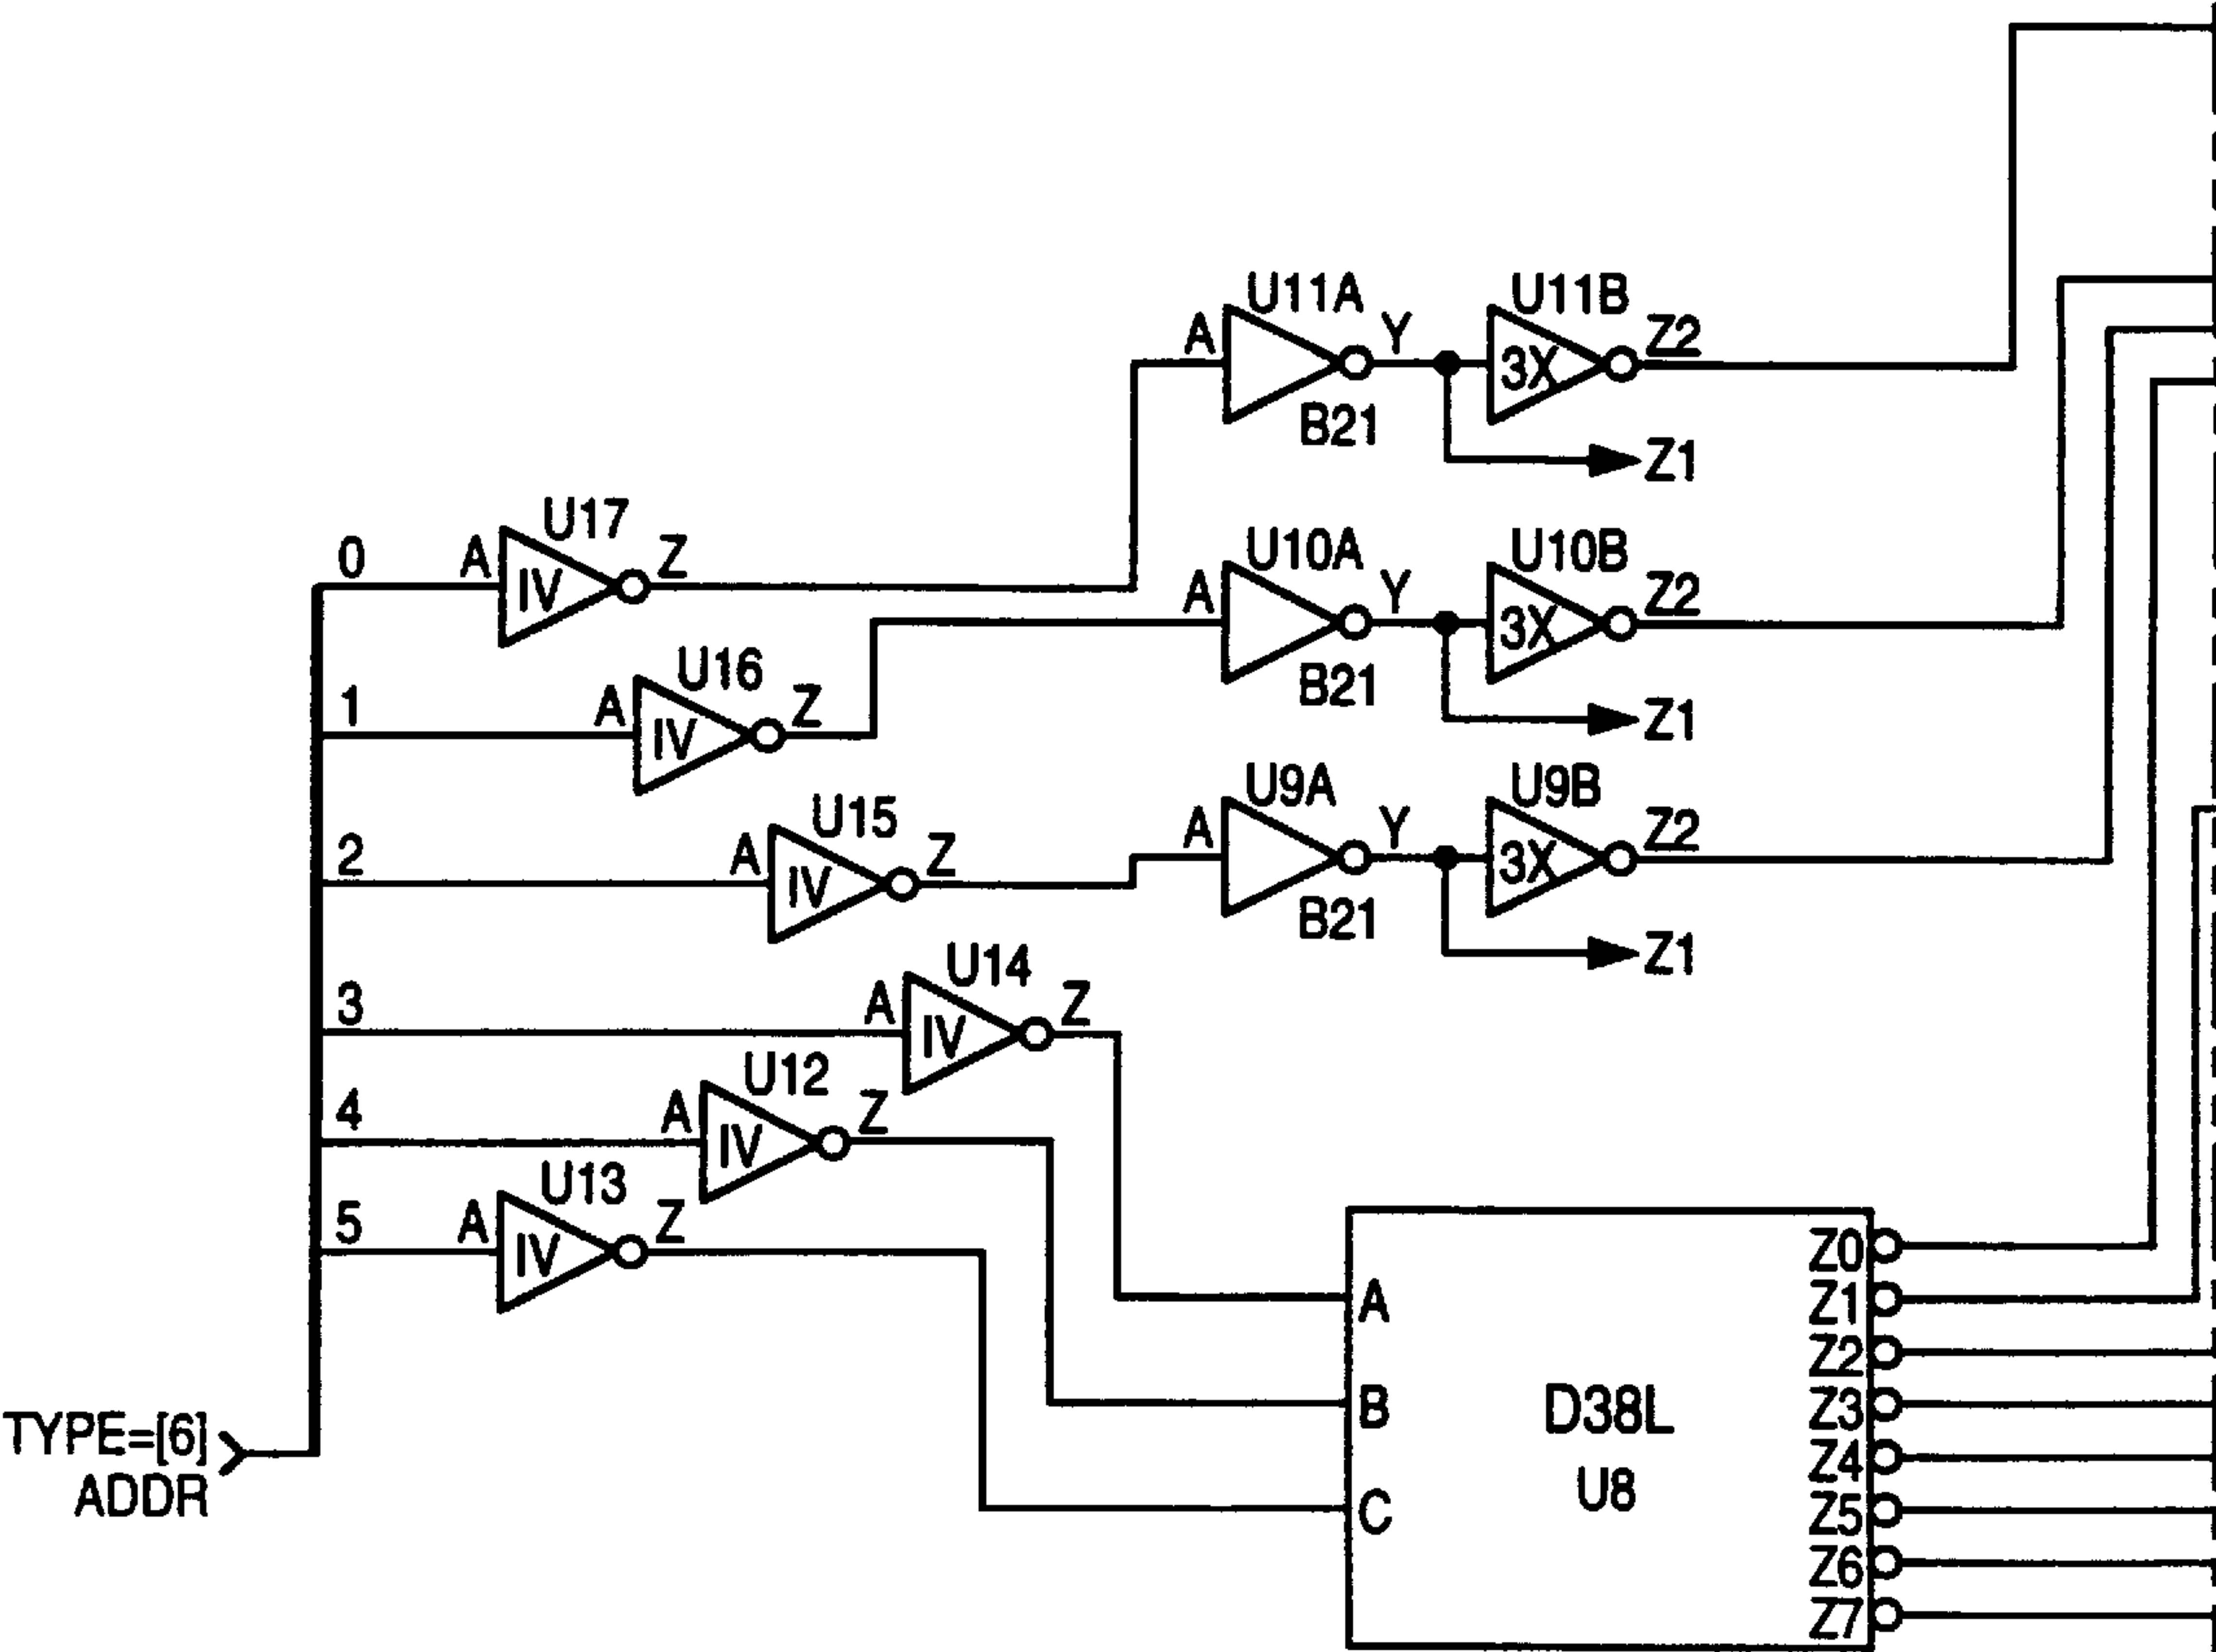 U11A
U11B
A
Y
3X
Z2
B21
Z1
U17
0
A
IV
Z
U10A
U10B
A
Y
3X
Z2
B21
Z1
U16
1
A
IV
Z
U9A
U9B
A
Y
3X
Z2
B21
Z1
U15
2
A
IV
Z
U14
3
A
IV
Z
U12
4
A
IV
Z
U13
5
A
IV
Z
A
B
C
D38L
U8
Z0
Z1
Z2
Z3
Z4
Z5
Z6
Z7
TYPE=[6]
ADDR